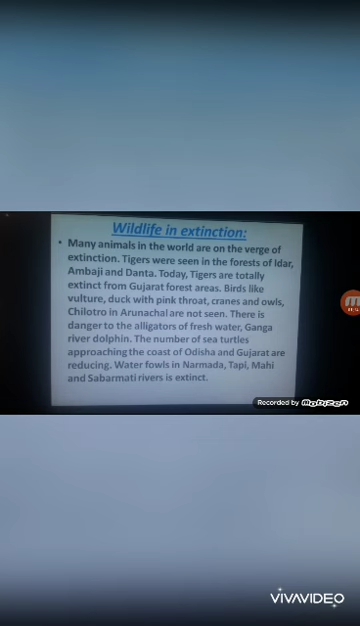 Wildlife in extinction:
• Many animals in the world are on the verge of
extinction. Tigers were seen in the forests of Idar,
Ambaji and Danta. Today, Tigers are totally
extinct from Gujarat forest areas. Birds like
vulture, duck with pink throat, cranes and owls,
Chilotro in Arunachal are not seen. There is
danger to the alligators of fresh water, Ganga
river dolphin. The number of sea turtles
approaching the coast of Odisha and Gujarat are
reducing. Water fowls in Narmada, Tapi, Mahi
and Sabarmati rivers is extinct.
Recorded by mobizen
VIVAVIDEO